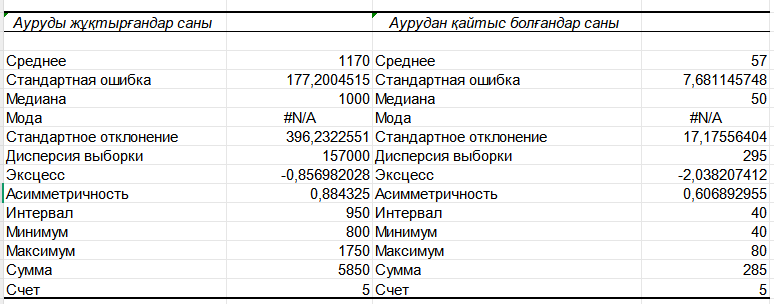 Ауруды жұқтырғандар саны Аурудан қайтыс болғандар саны
Среднее 1170 Среднее 57
Стандартная ошибка 177,2004515 Стандартная ошибка 7,681145748
Медиана 1000 Медиана 50
Мода #N/A Мода #N/A
Стандартное отклонение 396,2322551 Стандартное отклонение 17,17556404
Дисперсия выборки 157000 Дисперсия выборки 295
Эксцесс -0,856982028 Эксцесс -2,038207412
Асимметричность 0,884325 Асимметричность 0,606892955
Интервал 950 Интервал 40
Минимум 800 Минимум 40
Максимум 1750 Максимум 80
Сумма 5850 Сумма 285
Счет 5 Счет 5